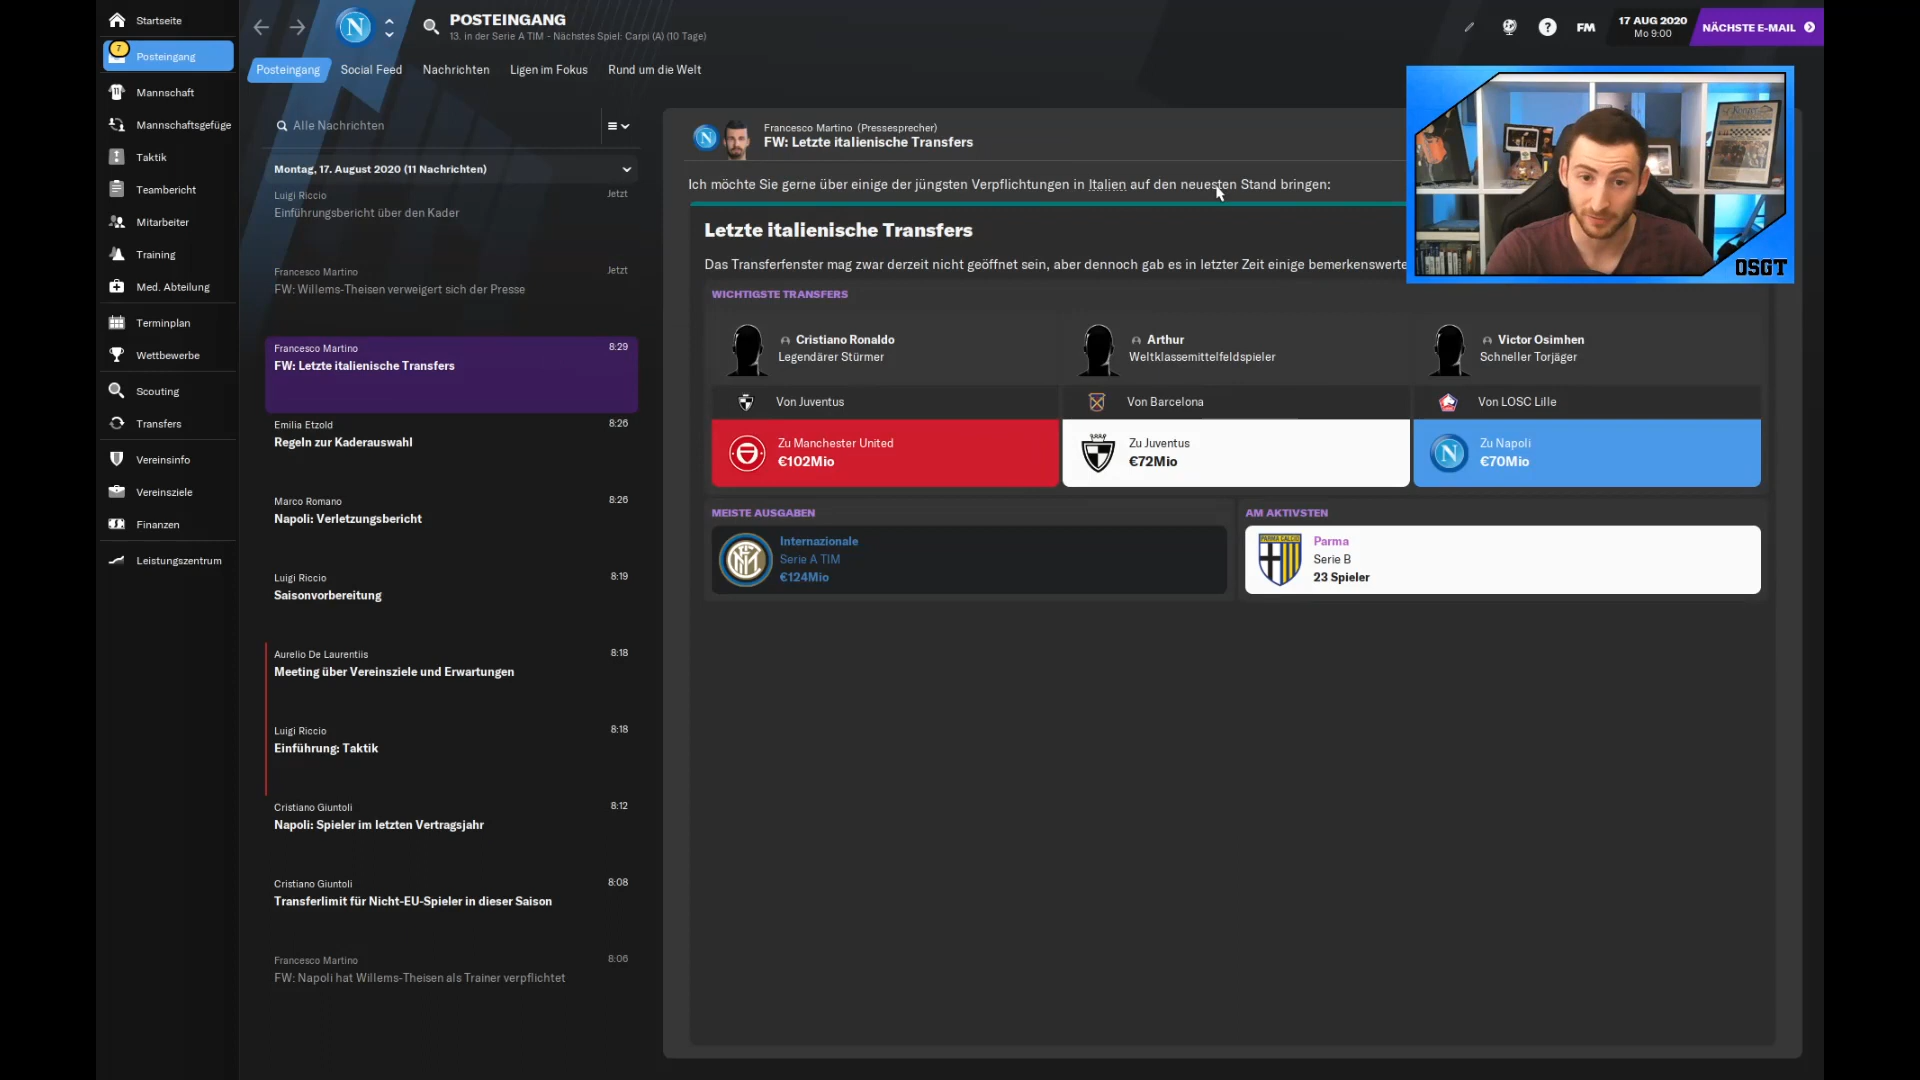 Startseite
7
Posteingang
Mannschaft
Mannschaftsgefüge
Taktik
Teambericht
Mitarbeiter
Training
Med. Abteilung
Terminplan
Wettbewerbe
Scouting
Transfers
Vereinsinfo
Vereinsziele
Finanzen
Leistungszentrum
POSTEINGANG
13. in der Serie A TIM - Nächstes Spiel: Carpi (A) (10 Tage)
FM
17 AUG 2020
Mo 9:00
NÄCHSTE E-MAIL
Posteingang
Social Feed
Nachrichten
Ligen im Fokus
Rund um die Welt
Alle Nachrichten
Montag, 17. August 2020 (11 Nachrichten)
Luigi Riccio
Jetzt
Einführungsbericht über den Kader
Francesco Martino
Jetzt
FW: Willems-Theisen verweigert sich der Presse
Francesco Martino
8:29
FW: Letzte italienische Transfers
Emilia Etzold
8:26
Regeln zur Kaderauswahl
Marco Romano
8:26
Napoli: Verletzungsbericht
Luigi Riccio
8:19
Saisonvorbereitung
Aurelio De Laurentiis
8:18
Meeting über Vereinsziele und Erwartungen
Luigi Riccio
8:18
Einführung: Taktik
Cristiano Giuntoli
8:12
Napoli: Spieler im letzten Vertragsjahr
Cristiano Giuntoli
8:08
Transferlimit für Nicht-EU-Spieler in dieser Saison
Francesco Martino
8:06
FW: Napoli hat Willems-Theisen als Trainer verpflichtet
Francesco Martino (Pressesprecher)
FW: Letzte italienische Transfers
Ich möchte Sie gerne über einige der jüngsten Verpflichtungen in Italien auf den neuesten Stand bringen:
OSGT
Letzte italienische Transfers
Das Transferfenster mag zwar derzeit nicht geöffnet sein, aber dennoch gab es in letzter Zeit einige bemerkenswerte
WICHTIGSTE TRANSFERS
Cristiano Ronaldo
Legendärer Stürmer
Von Juventus
Zu Manchester United
€102Mio
Arthur
Weltklassemittelfeldspieler
Von Barcelona
Zu Juventus
€72Mio
Victor Osimhen
Schneller Torjäger
Von LOSC Lille
Zu Napoli
€70Mio
MEISTE AUSGABEN
Internazionale
Serie A TIM
€124Mio
AM AKTIVSTEN
Parma
Serie B
23 Spieler